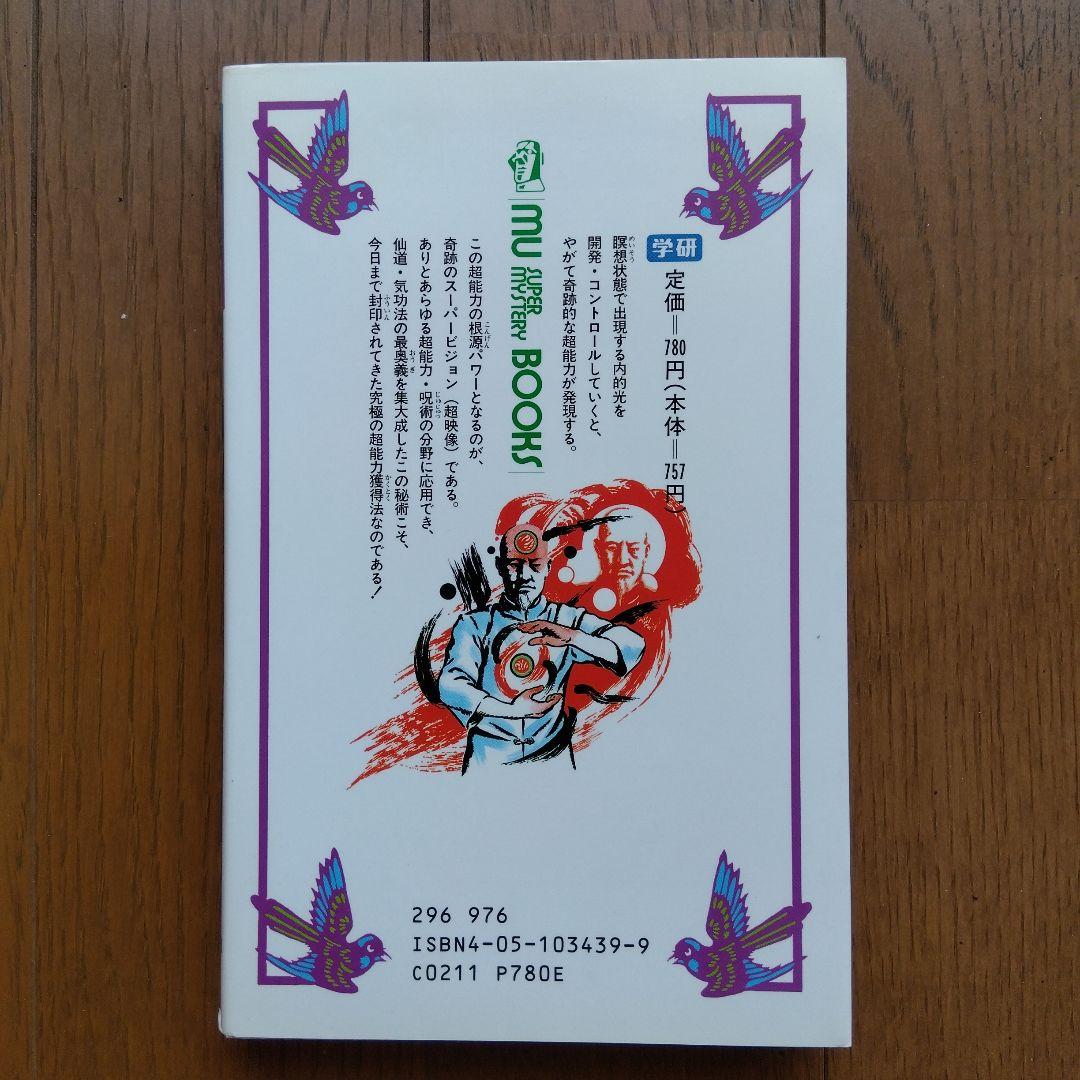 学研 定価=780円(本体=757円)
瞑想状態で出現する内的光を
開発・コントロールしていくと、
やがて奇跡的な超能力が発現する。
MU SUPER MYSTERY BOOKS
この超能力の根源パワーとなるのが、
奇跡のスーパービジョン(超映像)である。
ありとあらゆる超能力・呪術の分野に応用でき、
仙道・気功法の最奥義を集大成したこの秘術こそ、
今日まで封印されてきた究極の超能力獲得法なのである!
296 976
ISBN4-05-103439-9
C0211 P780E